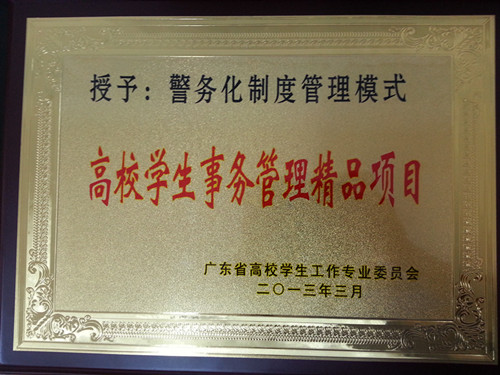 授予：警务化制度管理模式
高校学生事务管理精品项目
广东省高校学生工作专业委员会
二〇一三年三月